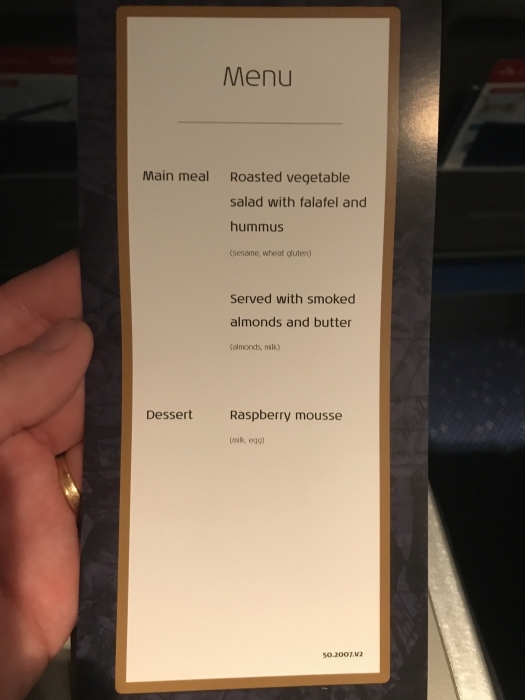 Menu
Main meal Roasted vegetable
salad with falafel and
hummus
(sesame, wheat gluten)
Served with smoked
almonds and butter
(almonds, milk)
Dessert Raspberry mousse
(milk, egg)
50.2007.V2